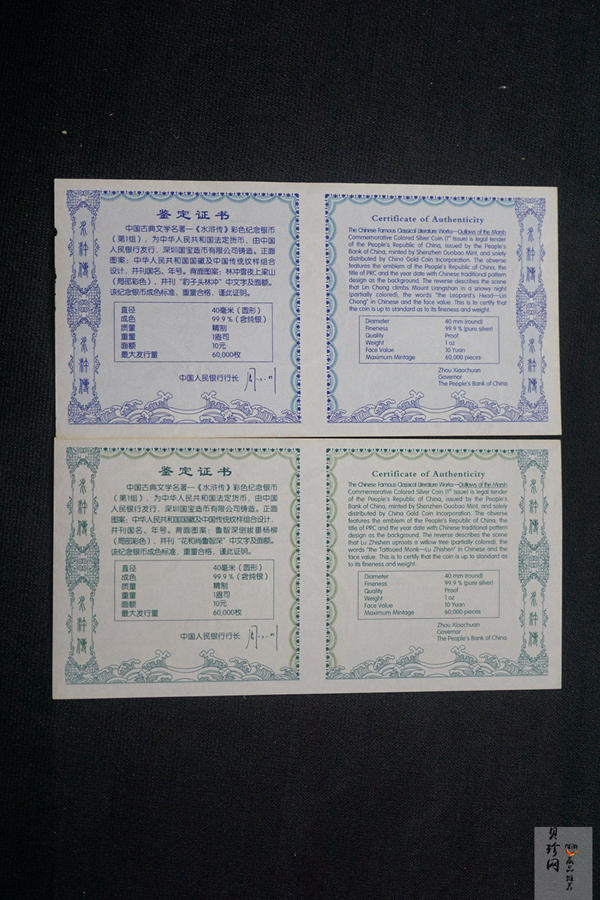 鉴定证书
中国古典文学名著—《水浒传》彩色纪念银币
（第1组），为中华人民共和国法定货币，由中国
人民银行发行，深圳国宝造币有限公司铸造。正面
图案：中华人民共和国国徽及中国传统纹样组合
设计，并刊国名、年号。背面图案：林冲雪夜上梁山
（局部彩色），并刊“豹子头林冲”中文字及面额。
该纪念银币成色标准、重量合格，谨此证明。
直径 40毫米（圆形）
成色 99.9％（含纯银）
质量 精制
重量 1盎司
面额 10元
最大发行量 60,000枚
中国人民银行行长
Certificate of Authenticity
The Chinese Famous Classical Literature Works—Outlaws of the Marsh
Commemorative Colored Silver Coin (1st Issue) is legal tender
of the People's Republic of China, issued by the People's
Bank of China, minted by Shenzhen Guobao Mint, and solely
distributed by China Gold Coin Incorporation. The obverse
features the emblem of the People's Republic of China, the
title of PRC and the year date with Chinese traditional pattern
design as the background. The reverse describes the scene
that Lin Chong climbs Mount Liangshan in a snowy night
(partially colored), the words "the Leopard's Head—Lin
Chong" in Chinese and the face value. This is to certify that
the coin is up to standard as to its fineness and weight.
Diameter 40 mm (round)
Fineness 99.9 % (pure silver)
Quality Proof
Weight 1 oz
Face Value 10 Yuan
Maximum Mintage 60,000 pieces
Zhou Xiaochuan
Governor
The People's Bank of China
水浒传
水浒传
水浒传
水浒传
鉴定证书
中国古典文学名著—《水浒传》彩色纪念银币
（第1组），为中华人民共和国法定货币，由中国
人民银行发行，深圳国宝造币有限公司铸造。正面
图案：中华人民共和国国徽及中国传统纹样组合设计，
并刊国名、年号。背面图案：鲁智深倒拔垂杨柳
（局部彩色），并刊“花和尚鲁智深”中文字及面额。
该纪念银币成色标准、重量合格，谨此证明。
直径 40毫米（圆形）
成色 99.9％（含纯银）
质量 精制
重量 1盎司
面额 10元
最大发行量 60,000枚
中国人民银行行长
Certificate of Authenticity
The Chinese Famous Classical Literature Works—Outlaws of the Marsh
Commemorative Colored Silver Coin (1st Issue) is legal tender
of the People's Republic of China, issued by the People's
Bank of China, minted by Shenzhen Guobao Mint, and solely
distributed by China Gold Coin Incorporation. The obverse
features the emblem of the People's Republic of China, the
title of PRC and the year date with Chinese traditional pattern
design as the background. The reverse describes the scene
that Lu Zhishen uproots a willow tree (partially colored), the
words "the Tattooed Monk—Lu Zhishen" in Chinese and the
face value. This is to certify that the coin is up to standard as
to its fineness and weight.
Diameter 40 mm (round)
Fineness 99.9 % (pure silver)
Quality Proof
Weight 1 oz
Face Value 10 Yuan
Maximum Mintage 60,000 pieces
Zhou Xiaochuan
Governor
The People's Bank of China
水浒传
水浒传
水浒传
水浒传
贝珍网